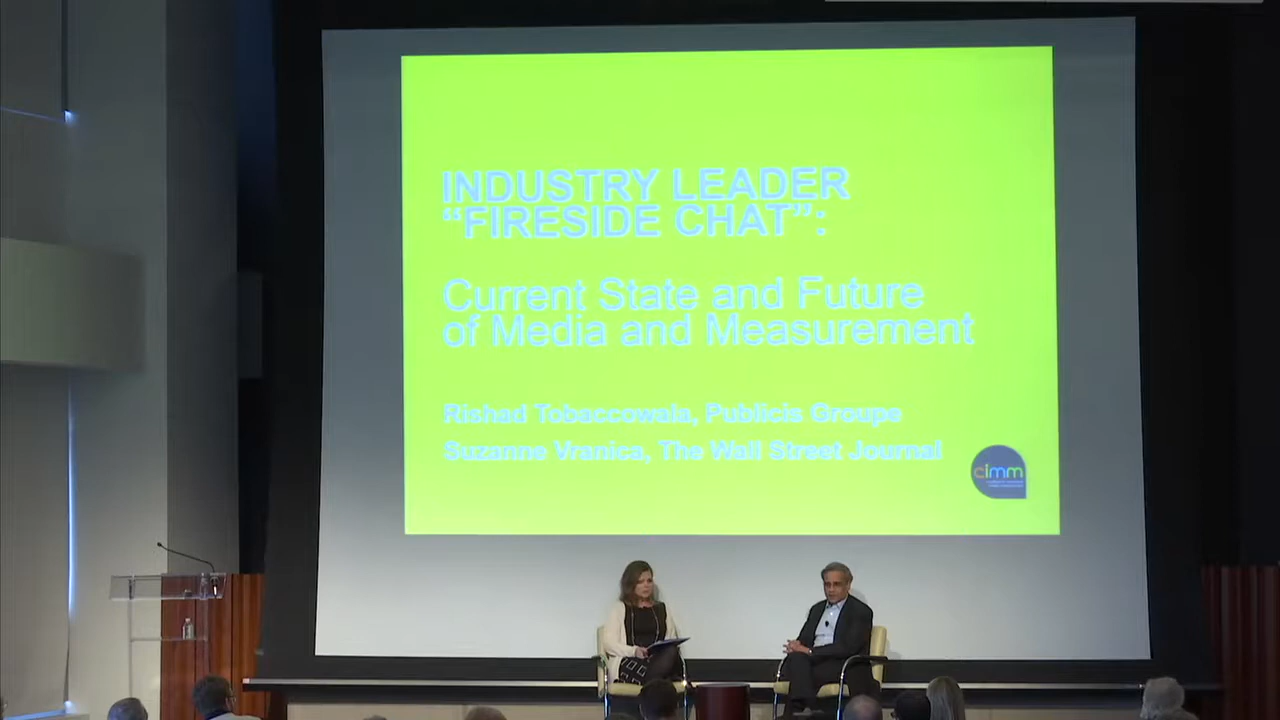 INDUSTRY LEADER
“FIRESIDE CHAT”:
Current State and Future
of Media and Measurement
Rishad Tobaccowala, Publicis Groupe
Suzanne Vranica, The Wall Street Journal
cimm